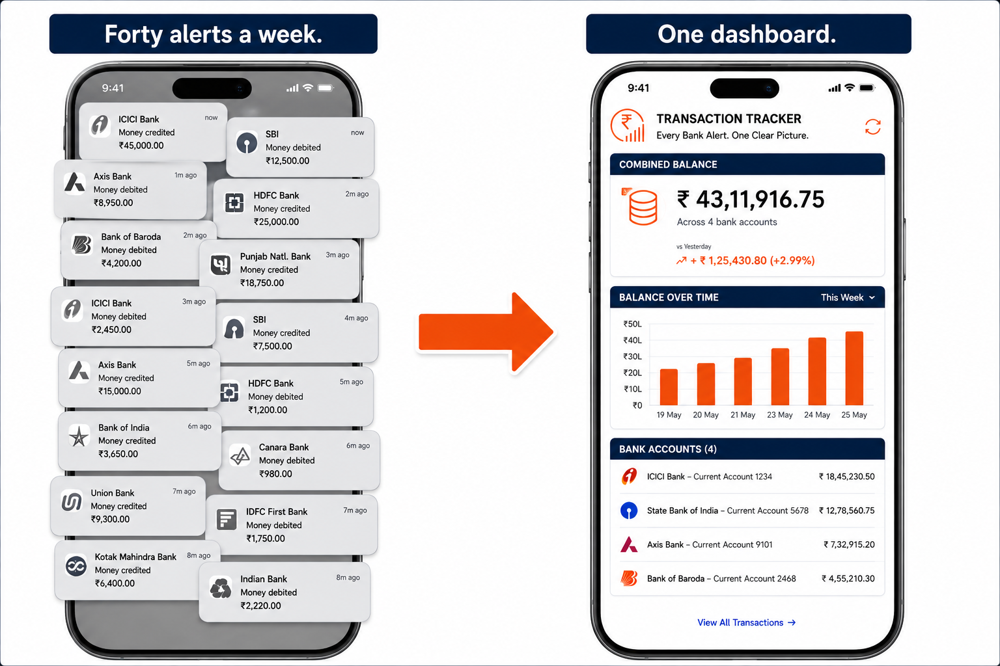 Forty alerts a week.
9:41
ICICI Bank
now
Money credited
₹45,000.00
SBI
now
Money debited
₹12,500.00
Axis Bank
1m ago
Money debited
₹8,950.00
HDFC Bank
2m ago
Money credited
₹25,000.00
Bank of Baroda
2m ago
Money debited
₹4,200.00
Punjab Natl. Bank
3m ago
Money credited
₹18,750.00
ICICI Bank
3m ago
Money debited
₹2,450.00
SBI
4m ago
Money credited
₹7,500.00
Axis Bank
5m ago
Money credited
₹15,000.00
HDFC Bank
5m ago
Money debited
₹1,200.00
Bank of India
6m ago
Money credited
₹3,650.00
Canara Bank
6m ago
Money debited
₹980.00
Union Bank
7m ago
Money credited
₹9,300.00
IDFC First Bank
7m ago
Money debited
₹1,750.00
Kotak Mahindra Bank
8m ago
Money credited
₹6,400.00
Indian Bank
8m ago
Money debited
₹2,220.00
One dashboard.
9:41
TRANSACTION TRACKER
Every Bank Alert. One Clear Picture.
COMBINED BALANCE
₹ 43,11,916.75
Across 4 bank accounts
vs Yesterday
+ ₹ 1,25,430.80 (+2.99%)
BALANCE OVER TIME
This Week
₹50L
₹40L
₹30L
₹20L
₹10L
₹0
19 May 20 May 21 May 23 May 24 May 25 May
BANK ACCOUNTS (4)
ICICI Bank – Current Account 1234 ₹ 18,45,230.50
State Bank of India – Current Account 5678 ₹ 12,78,560.75
Axis Bank – Current Account 9101 ₹ 7,32,915.20
Bank of Baroda – Current Account 2468 ₹ 4,55,210.30
View All Transactions →